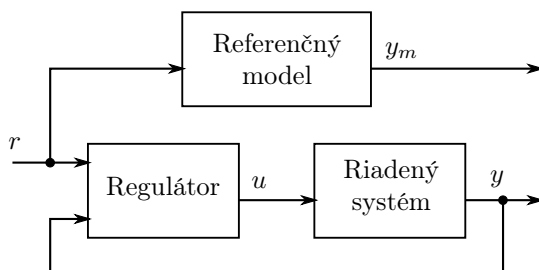 Referenčný
model
y_m
r
Regulátor
u
Riadený
systém
y